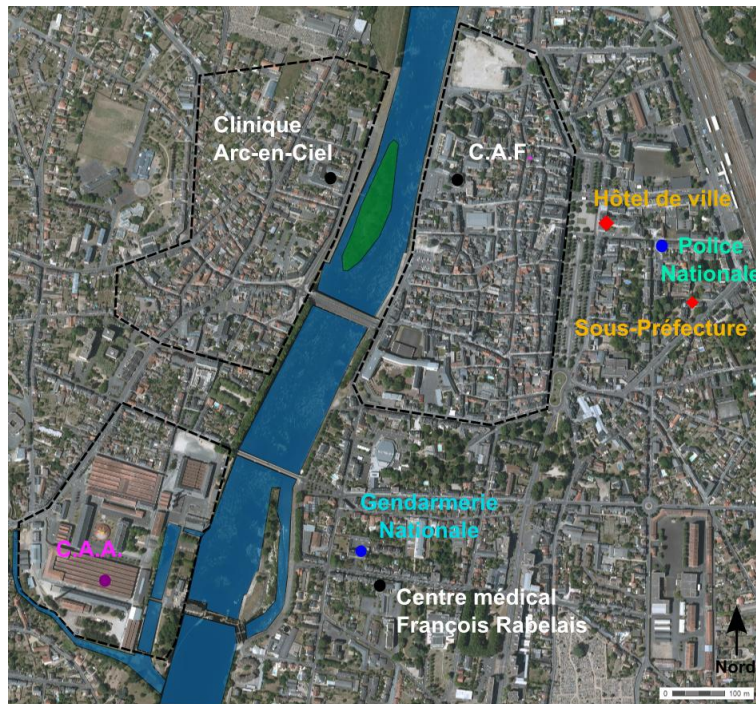 Clinique
Arc-en-Ciel
C.A.F.
Hôtel de ville
Police
Nationale
Sous-Préfecture
Gendarmerie
Nationale
C.A.A.
Centre médical
François Rabelais
Nord
0 100 m